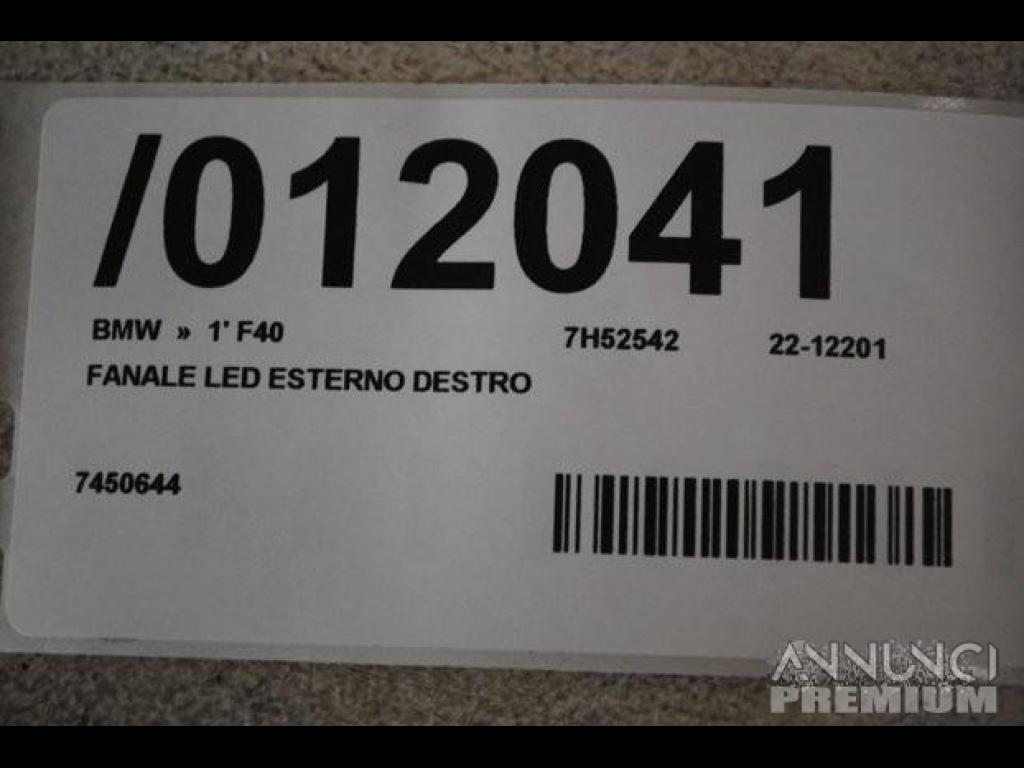 /012041
BMW » 1' F40 7H52542 22-12201
FANALE LED ESTERNO DESTRO
7450644
ANNUNCI
PREMIUM